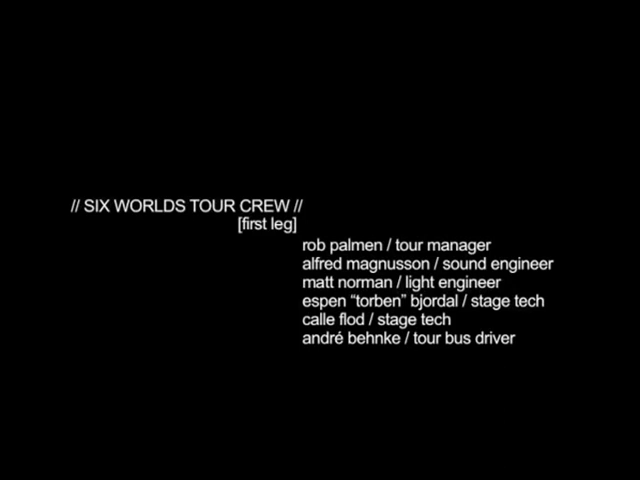 // SIX WORLDS TOUR CREW //
[first leg]
rob palmen / tour manager
alfred magnusson / sound engineer
matt norman / light engineer
espen “torben” bjordal / stage tech
calle flod / stage tech
andré behnke / tour bus driver